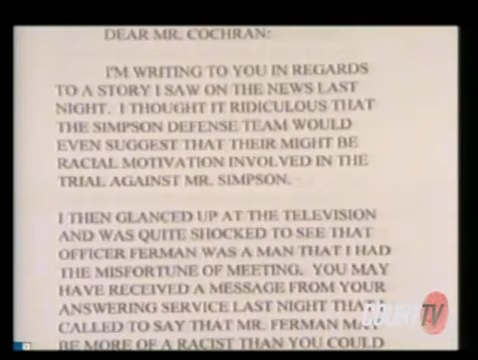 DEAR MR. COCHRAN:
I'M WRITING TO YOU IN REGARDS
TO A STORY I SAW ON THE NEWS LAST
NIGHT. I THOUGHT IT RIDICULOUS THAT
THE SIMPSON DEFENSE TEAM WOULD
EVEN SUGGEST THAT THEIR MIGHT BE
RACIAL MOTIVATION INVOLVED IN THE
TRIAL AGAINST MR. SIMPSON.
I THEN GLANCED UP AT THE TELEVISION
AND WAS QUITE SHOCKED TO SEE THAT
OFFICER FERMAN WAS A MAN THAT I HAD
THE MISFORTUNE OF MEETING. YOU MAY
HAVE RECEIVED A MESSAGE FROM YOUR
ANSWERING SERVICE LAST NIGHT THAT I
CALLED TO SAY THAT MR. FERMAN MAY
BE MORE OF A RACIST THAN YOU COULD
COURT TV